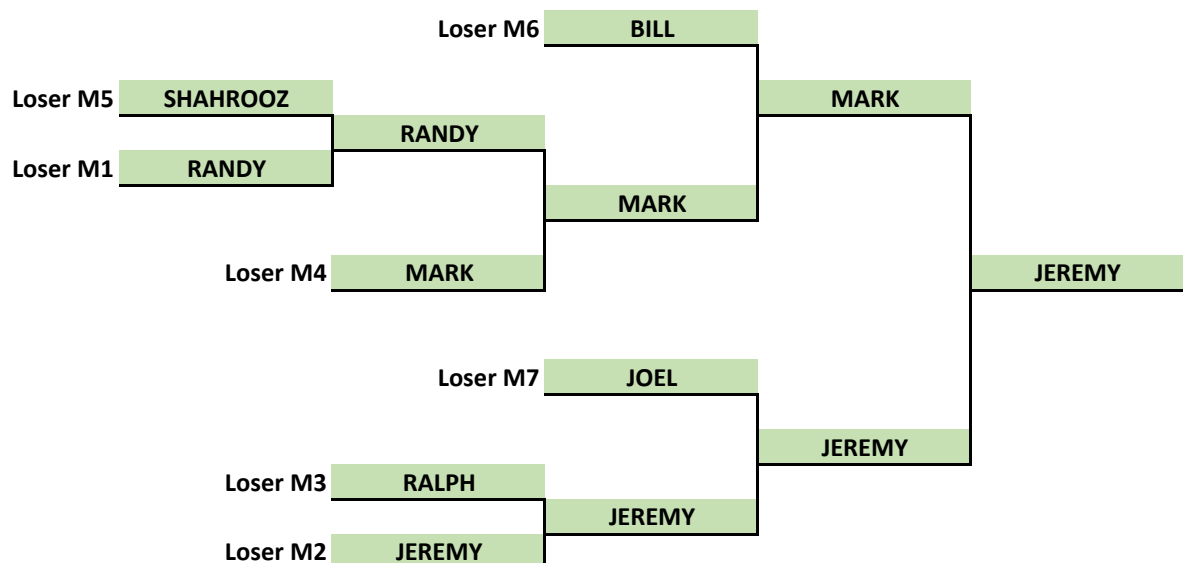 Loser M6 BILL
Loser M5 SHAHROOZ MARK
RANDY
Loser M1 RANDY
MARK
Loser M4 MARK JEREMY
Loser M7 JOEL
JEREMY
Loser M3 RALPH
JEREMY
Loser M2 JEREMY